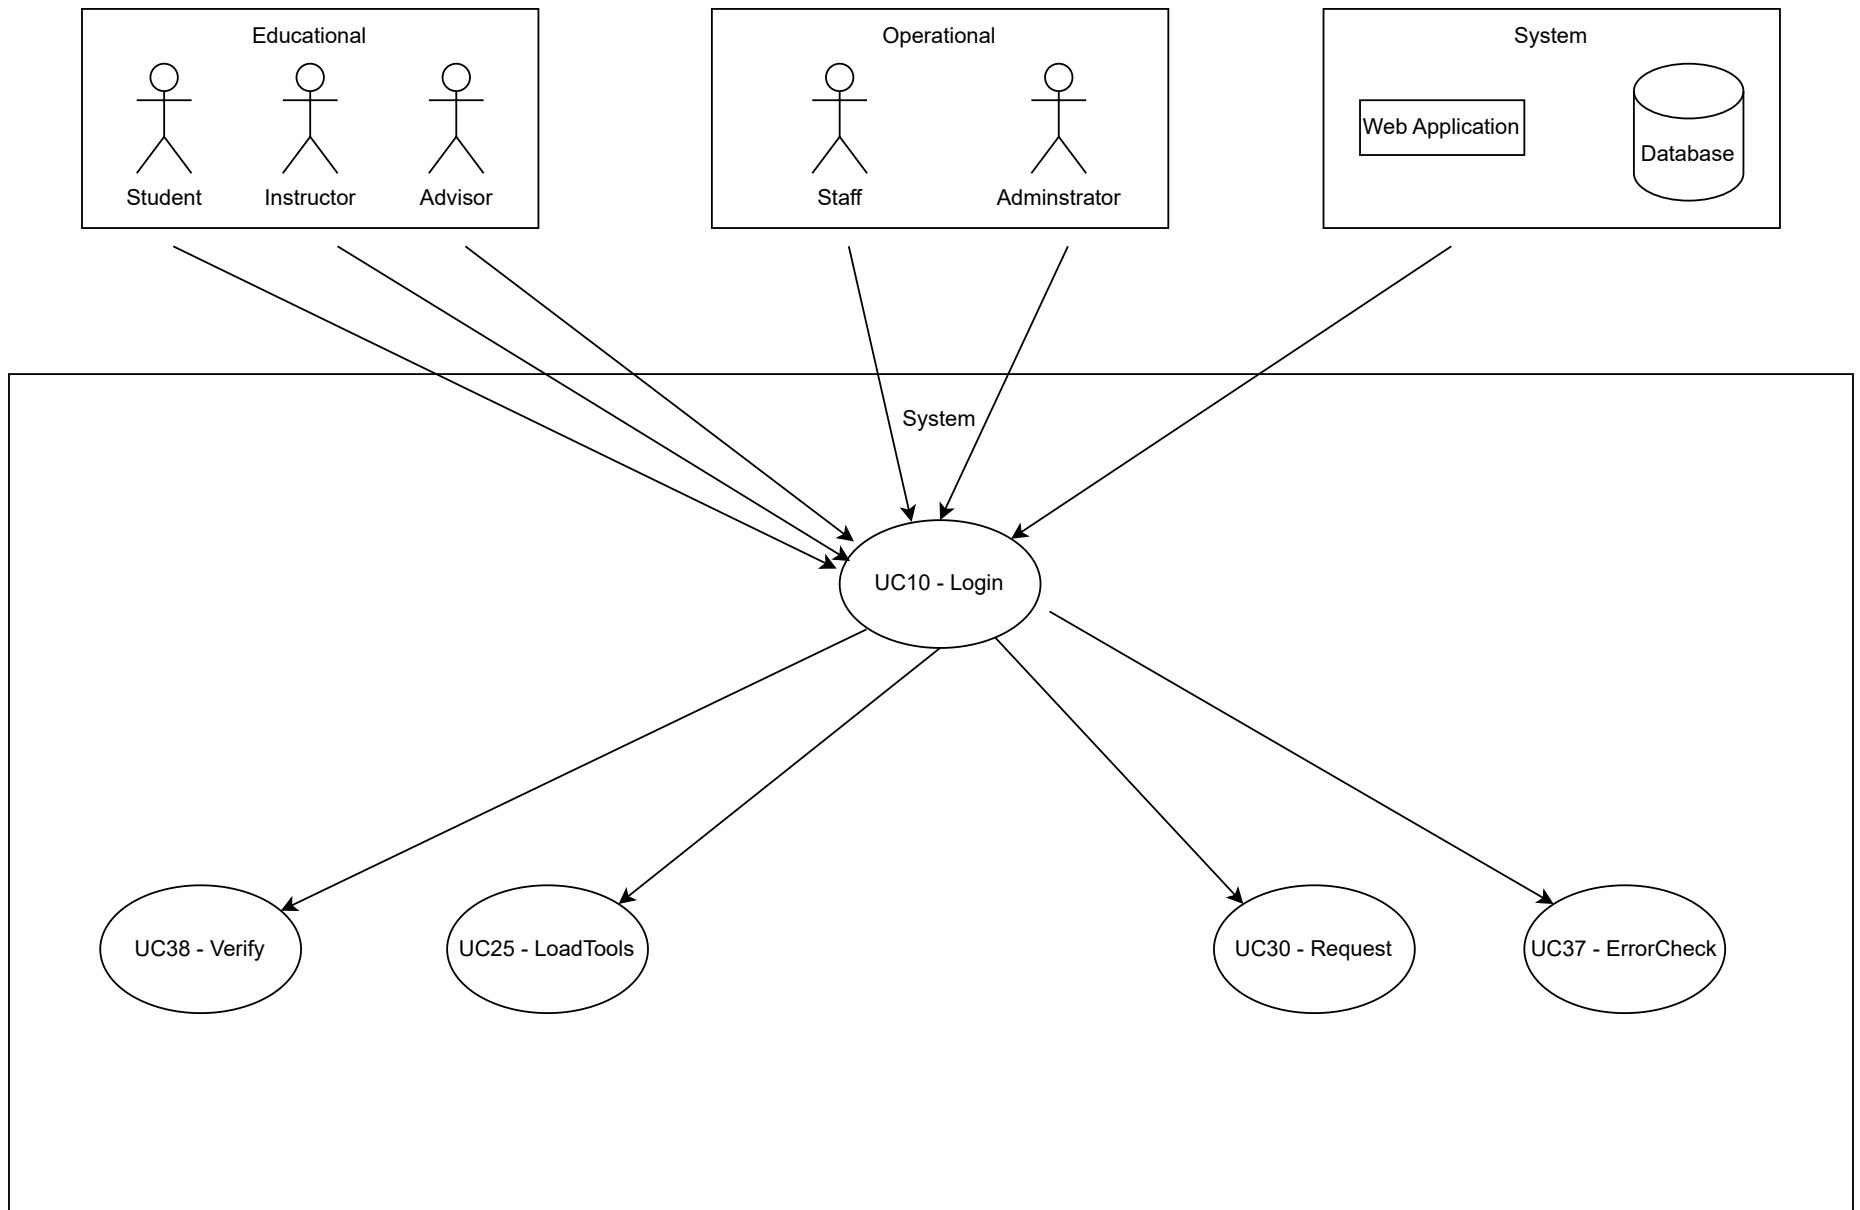 Educational
Operational
System
Web Application
Database
Student
Instructor
Advisor
Staff
Adminstrator
System
UC10 - Login
UC38 - Verify
UC25 - LoadTools
UC30 - Request
UC37 - ErrorCheck